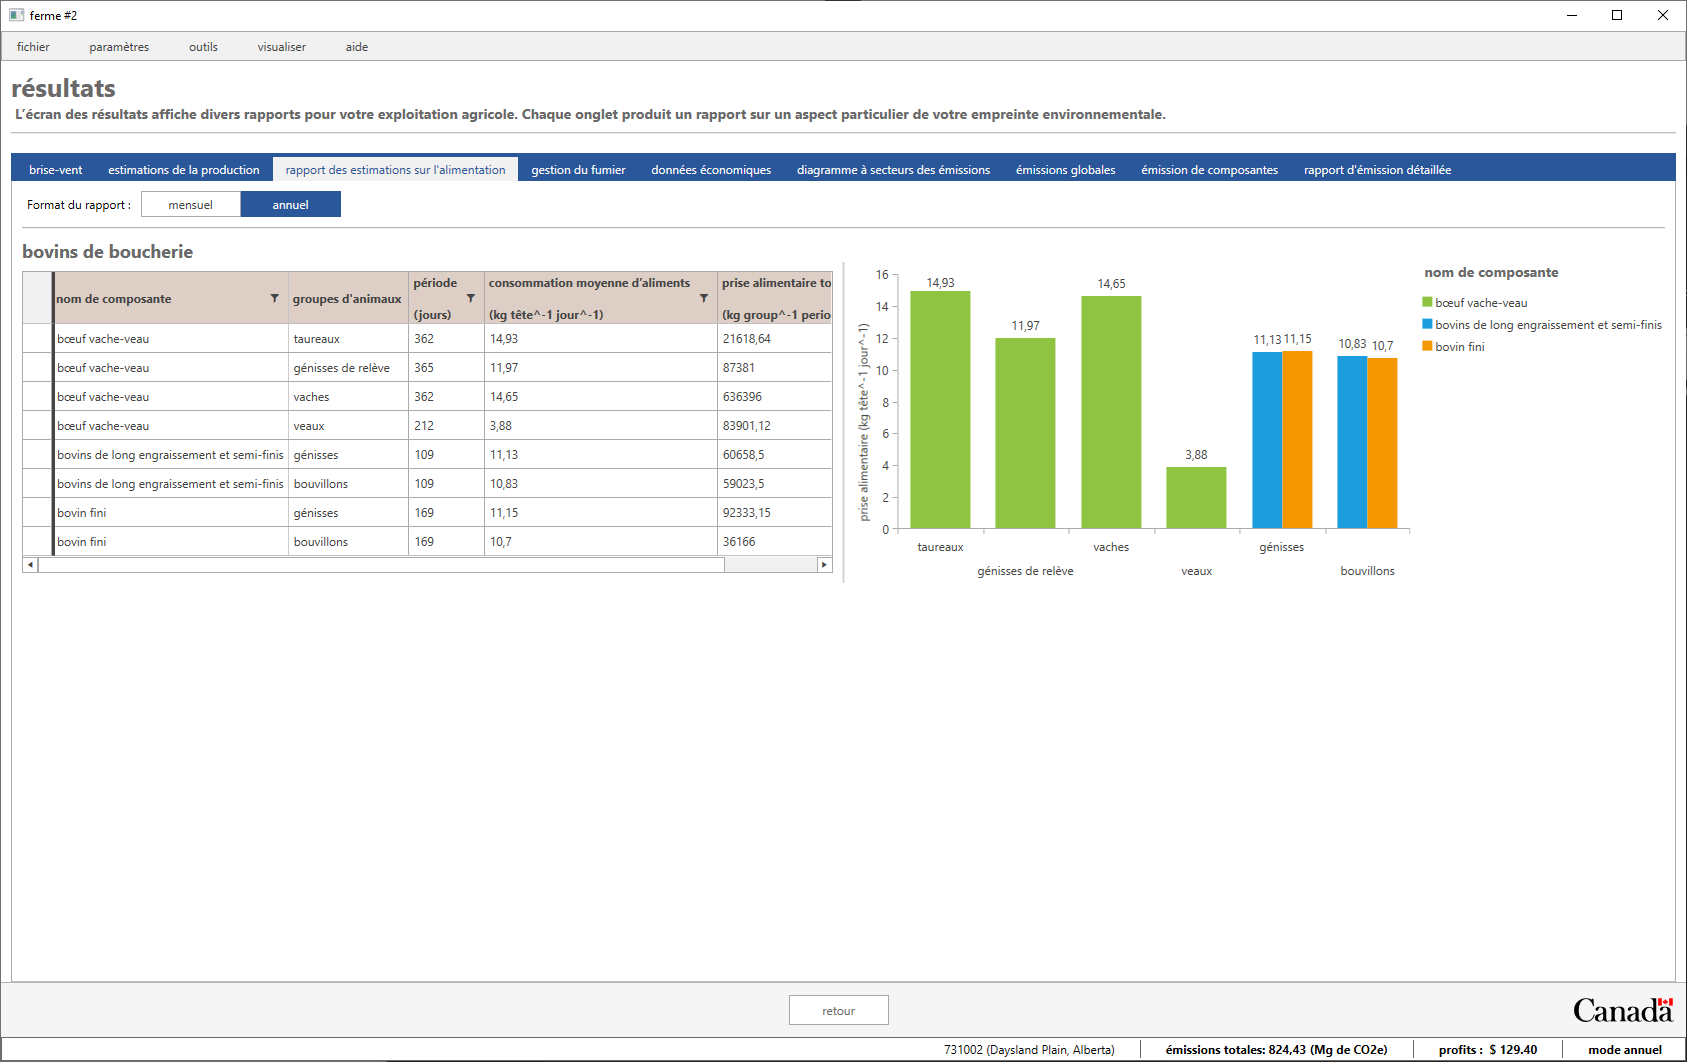 ferme #2
fichier paramètres outils visualiser aide
résultats
L'écran des résultats affiche divers rapports pour votre exploitation agricole. Chaque onglet produit un rapport sur un aspect particulier de votre empreinte environnementale.
brise-vent estimations de la production rapport des estimations sur l'alimentation gestion du fumier données économiques diagramme à secteurs des émissions émissions globales émission de composantes rapport d'émission détaillée
Format du rapport : mensuel annuel
bovins de boucherie
nom de composante groupes d'animaux période (jours) consommation moyenne d'aliments (kg tête^-1 jour^-1) prise alimentaire to (kg group^-1 perio
bœuf vache-veau taureaux 362 14,93 21618,64
bœuf vache-veau génisses de relève 365 11,97 87381
bœuf vache-veau vaches 362 14,65 636396
bœuf vache-veau veaux 212 3,88 83901,12
bovins de long engraissement et semi-finis génisses 109 11,13 60658,5
bovins de long engraissement et semi-finis bouvillons 109 10,83 59023,5
bovin fini génisses 169 11,15 92333,15
bovin fini bouvillons 169 10,7 36166
prise alimentaire (kg tête^-1 jour^-1)
16
14
12
10
8
6
4
2
0
14,93
11,97
14,65
3,88
11,13 11,15
10,83 10,7
taureaux vaches génisses
génisses de relève veaux bouvillons
nom de composante
bœuf vache-veau
bovins de long engraissement et semi-finis
bovin fini
retour
Canada
731002 (Daysland Plain, Alberta) émissions totales: 824,43 (Mg de CO2e) profits : $ 129.40 mode annuel